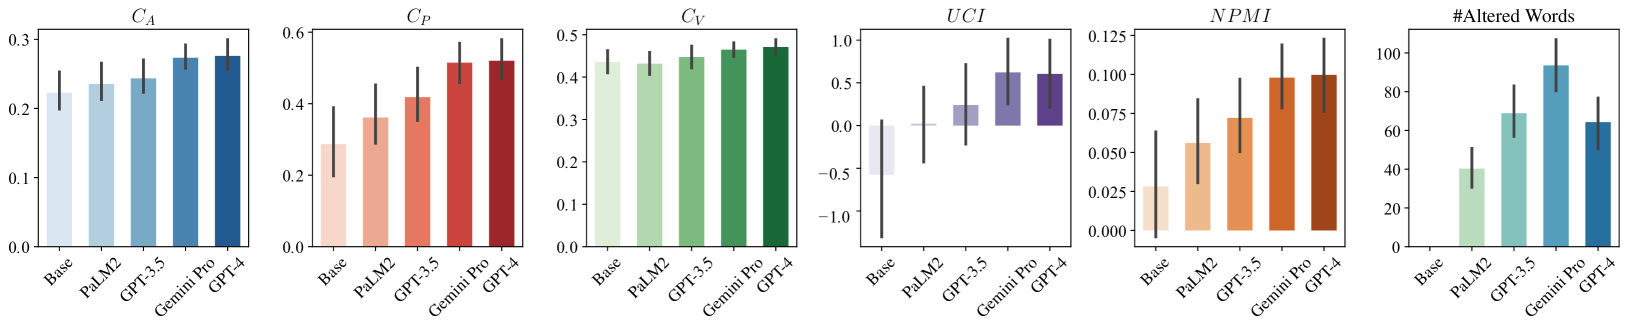 C_A
0.3
0.2
0.1
0.0
Base
PaLM2
GPT-3.5
Gemini Pro
GPT-4
C_P
0.6
0.4
0.2
0.0
Base
PaLM2
GPT-3.5
Gemini Pro
GPT-4
C_V
0.5
0.4
0.3
0.2
0.1
0.0
Base
PaLM2
GPT-3.5
Gemini Pro
GPT-4
UCI
1.0
0.5
0.0
−0.5
−1.0
Base
PaLM2
GPT-3.5
Gemini Pro
GPT-4
NPMI
0.125
0.100
0.075
0.050
0.025
0.000
Base
PaLM2
GPT-3.5
Gemini Pro
GPT-4
#Altered Words
100
80
60
40
20
0
Base
PaLM2
GPT-3.5
Gemini Pro
GPT-4